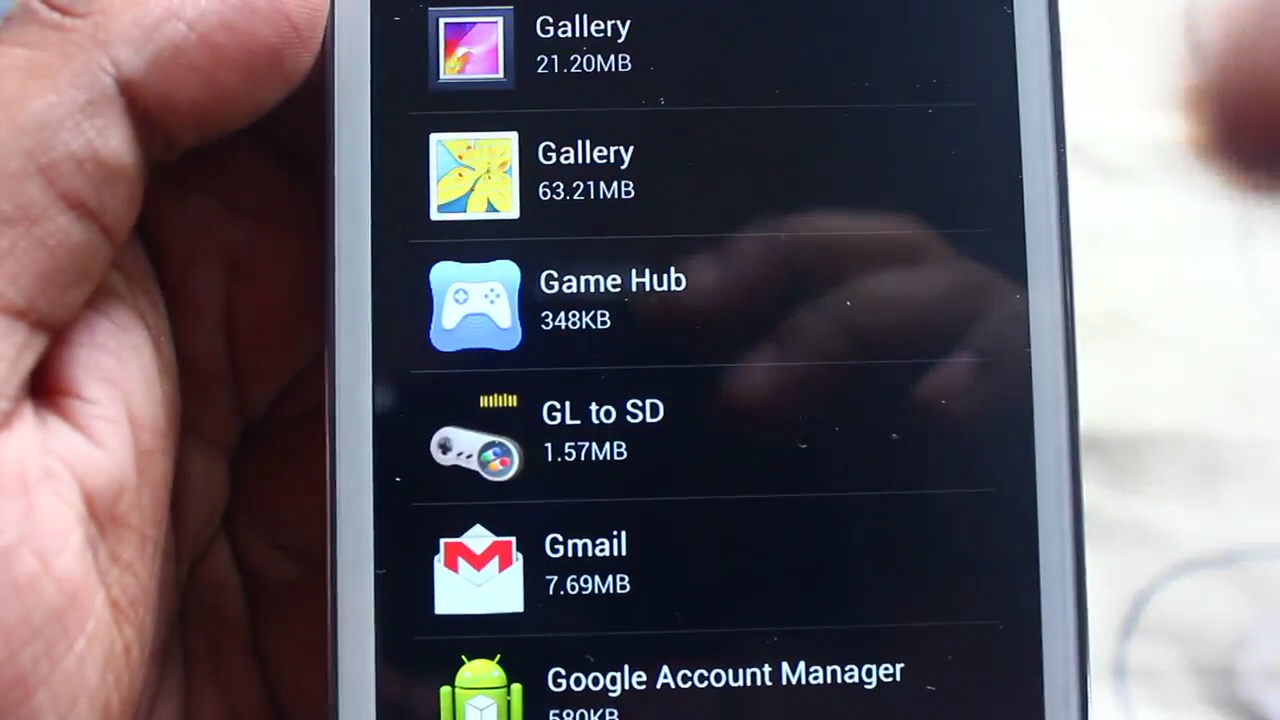 Gallery
21.20MB
Gallery
63.21MB
Game Hub
348KB
GL to SD
1.57MB
Gmail
7.69MB
Google Account Manager
580KB